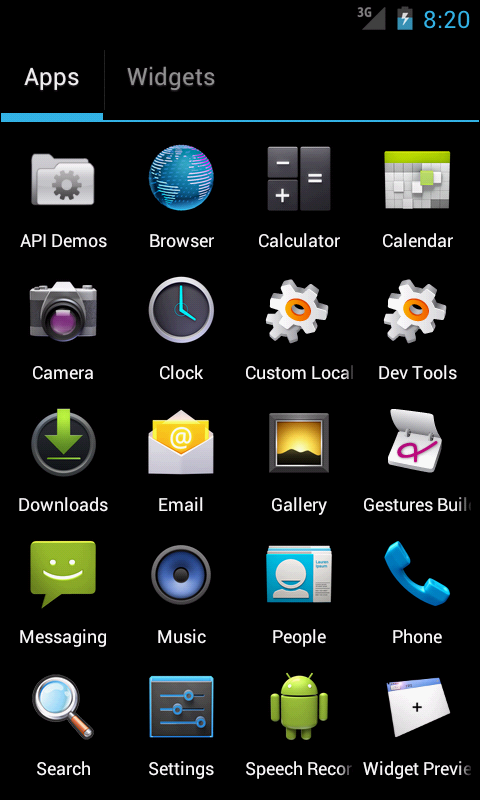 3G 8:20
Apps Widgets
API Demos Browser Calculator Calendar
Camera Clock Custom Local Dev Tools
Downloads Email Gallery Gestures Buil
Messaging Music People Phone
Search Settings Speech Recor Widget Previe